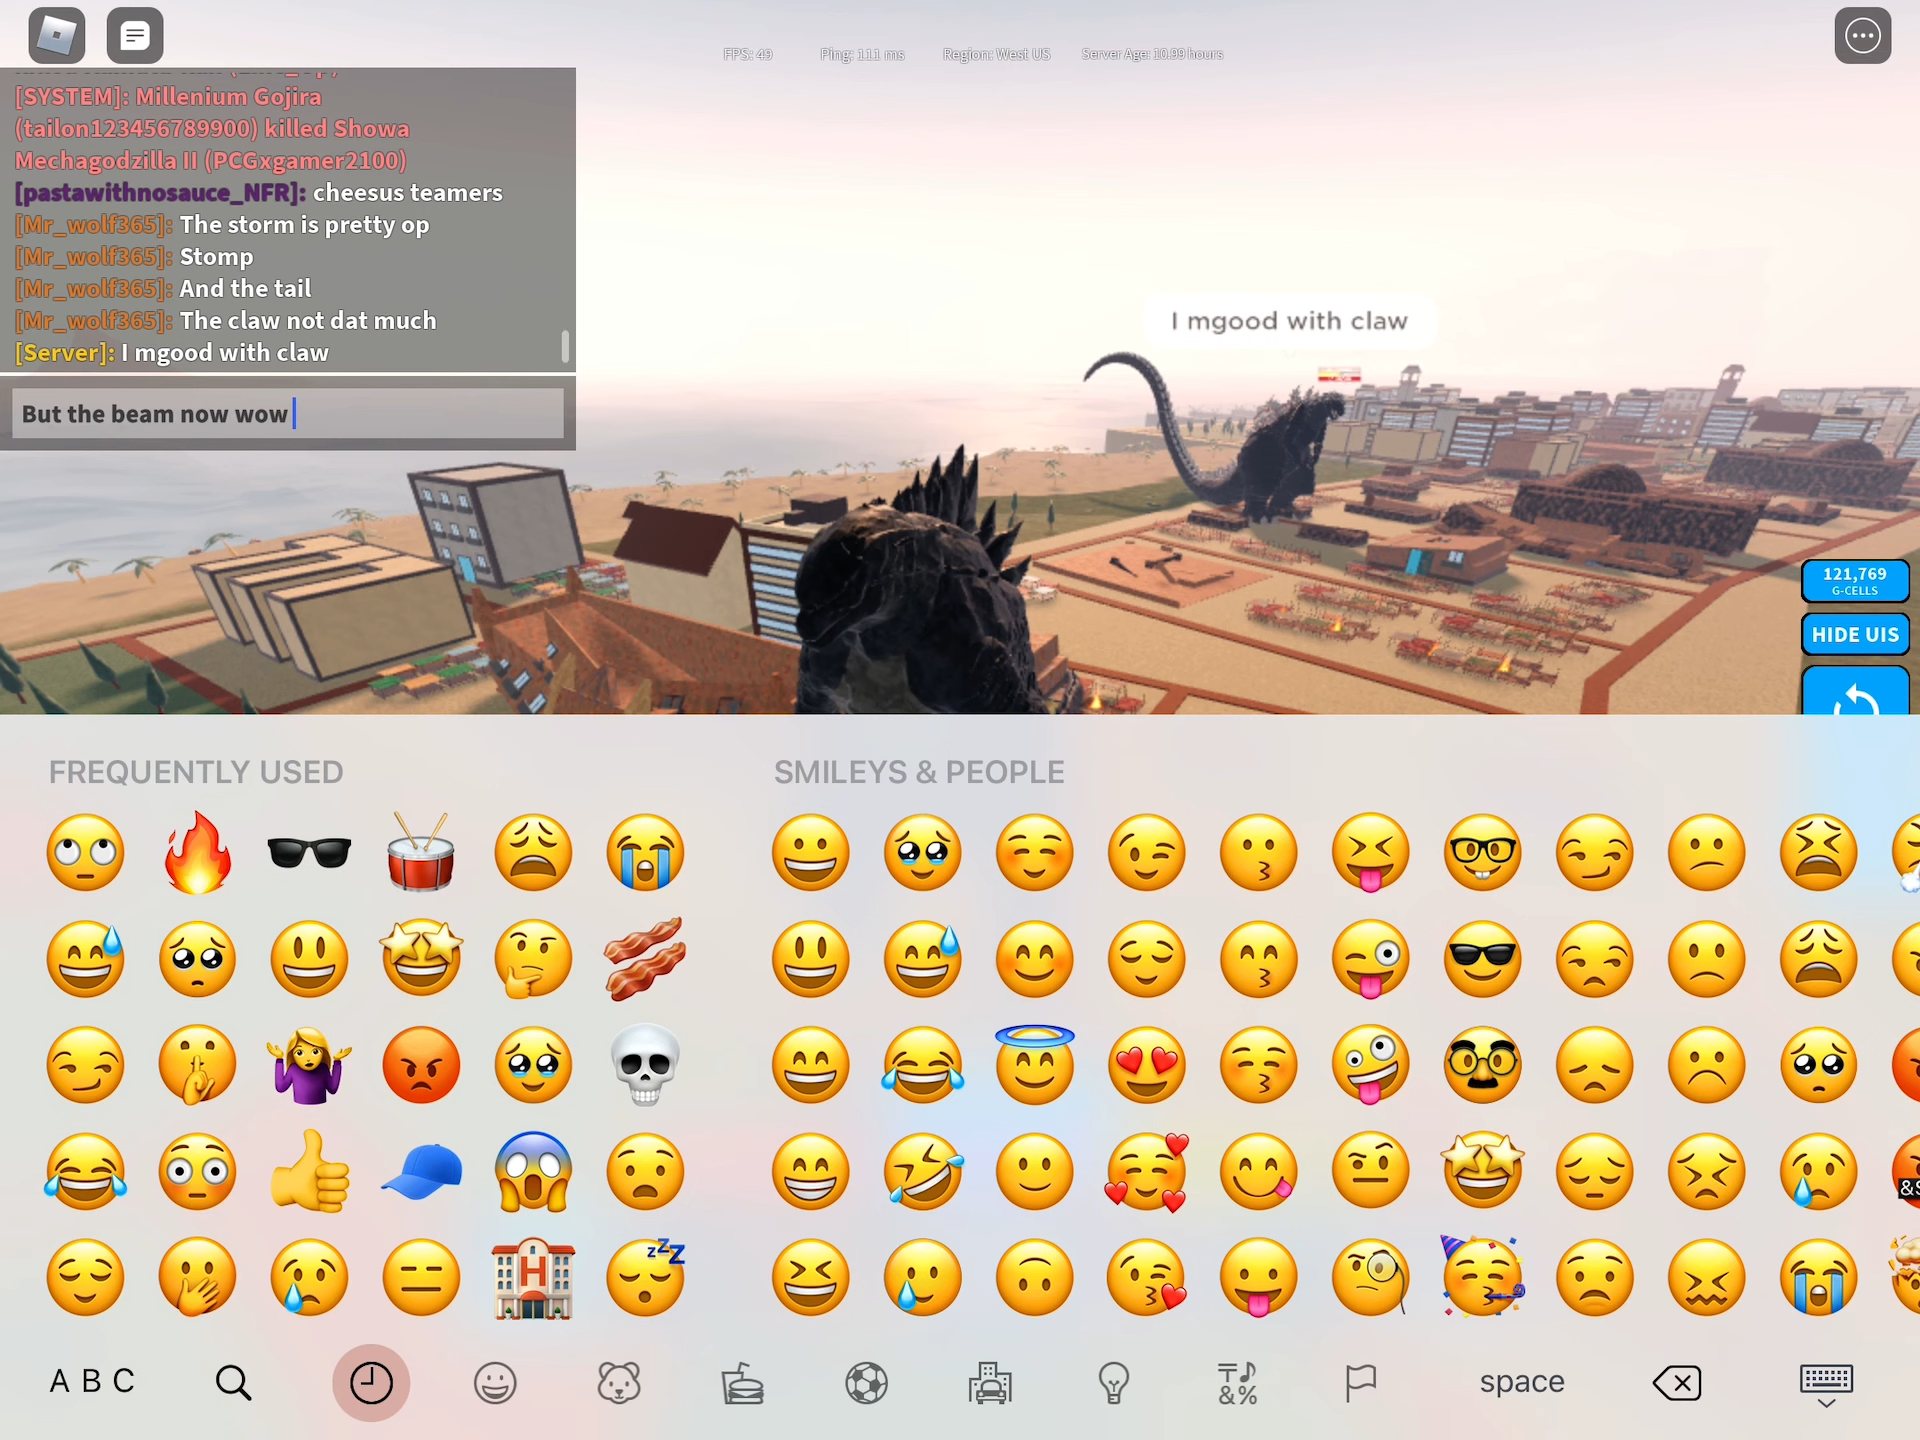 FPS: 49 Ping: 111 ms Region: West US Server Age: 10.99 hours
[SYSTEM]: Millenium Gojira
(tailon123456789900) killed Showa
Mechagodzilla II (PCGxgamer2100)
[pastawithnosauce_NFR]: cheesus teamers
[Mr_wolf365]: The storm is pretty op
[Mr_wolf365]: Stomp
[Mr_wolf365]: And the tail
[Mr_wolf365]: The claw not dat much
[Server]: I mgood with claw
But the beam now wow
I mgood with claw
121,769
G-CELLS
HIDE UIS
FREQUENTLY USED
SMILEYS & PEOPLE
ABC
space